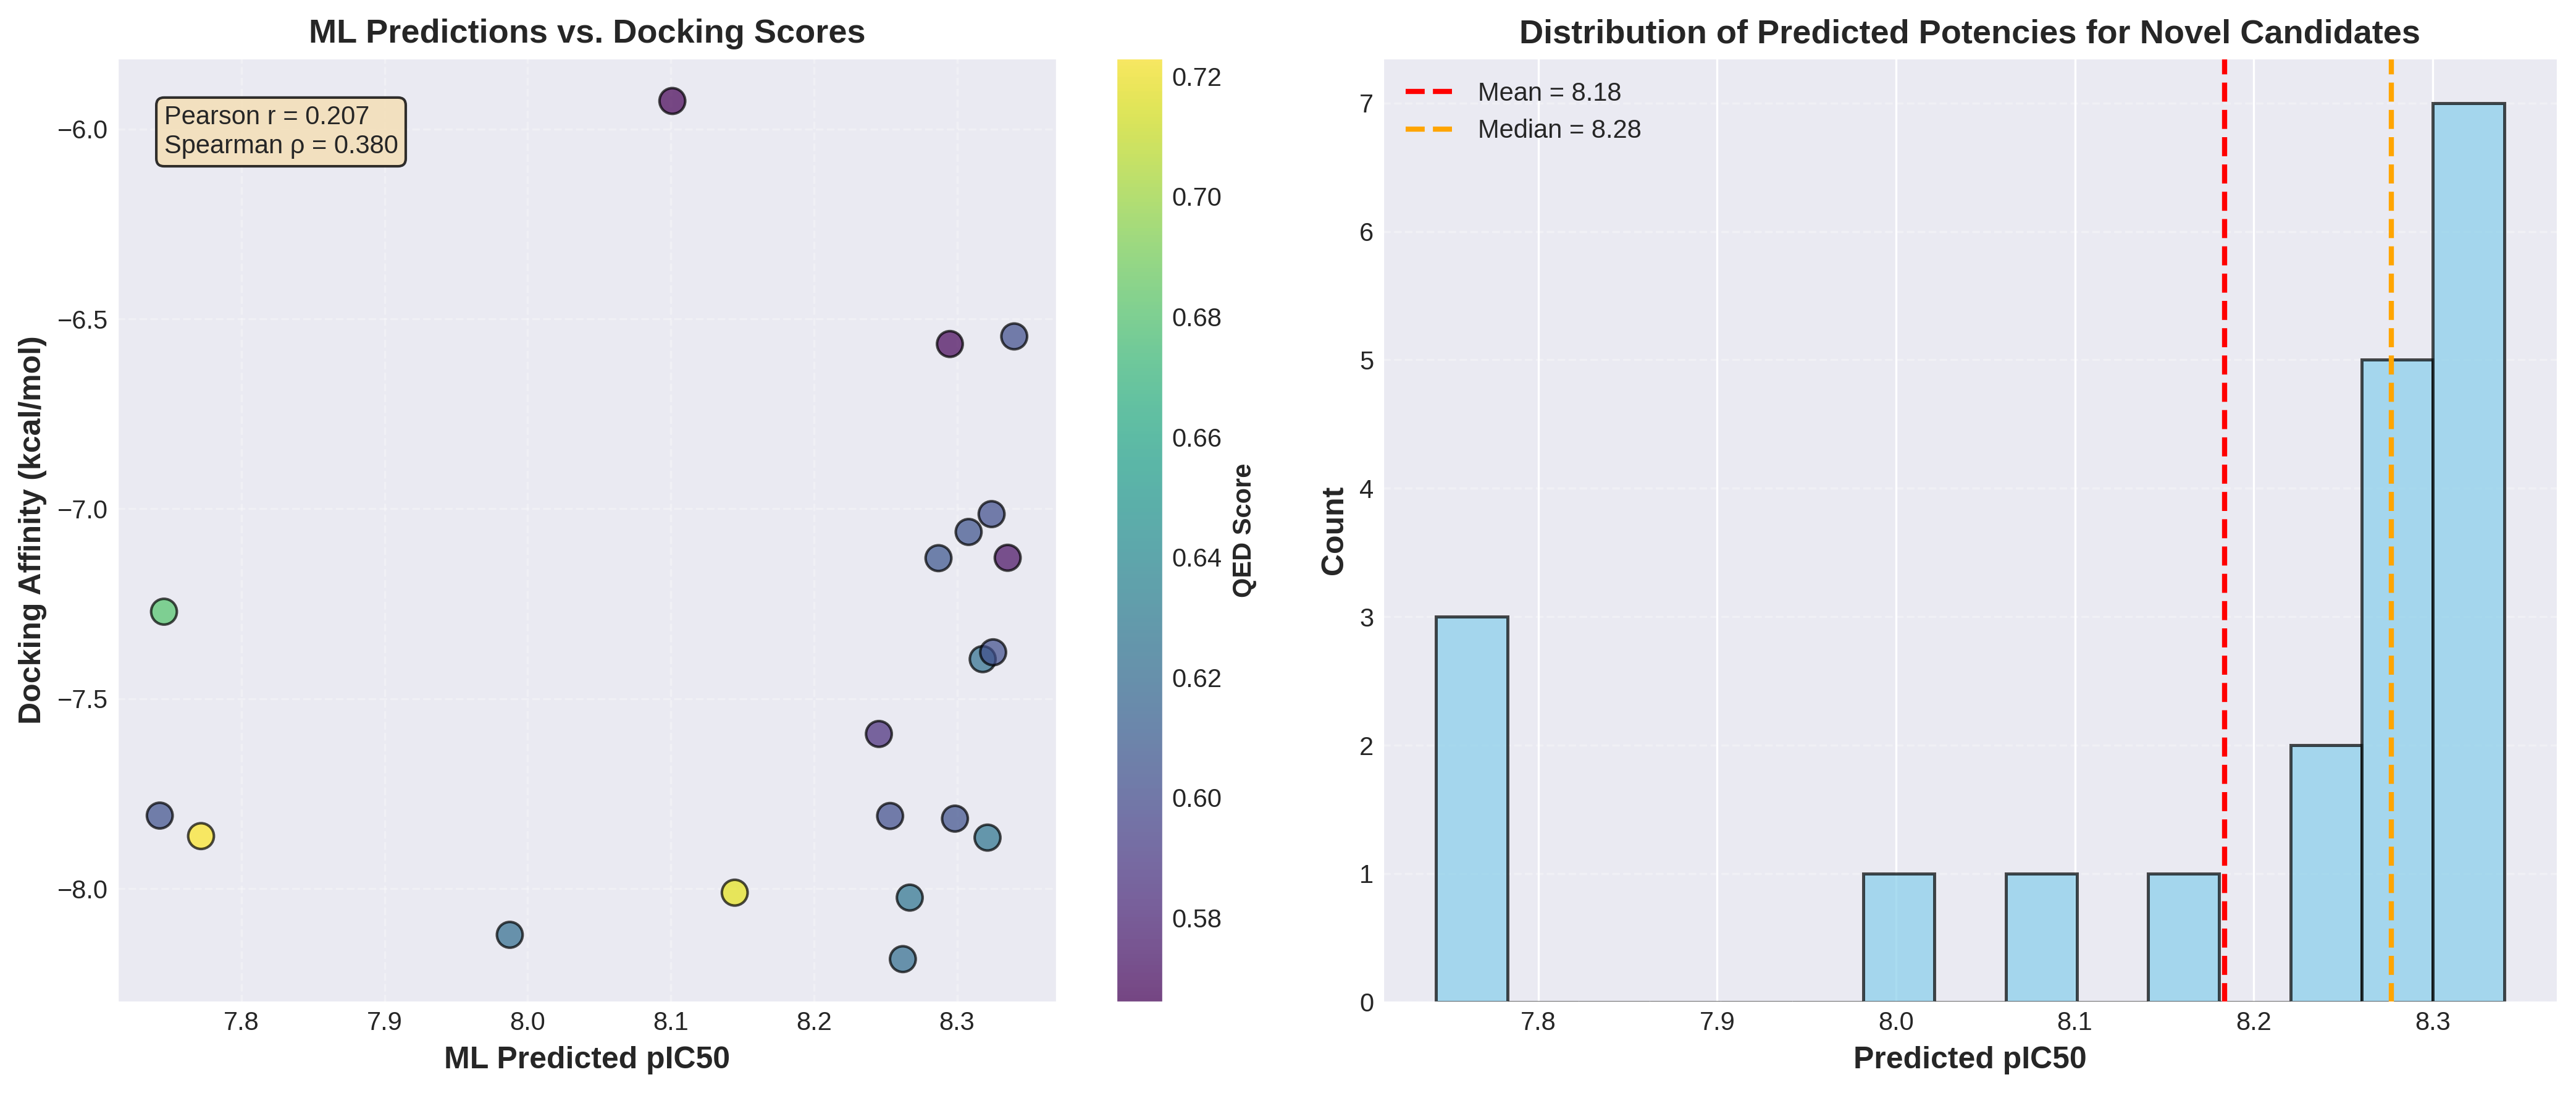 ML Predictions vs. Docking Scores
Pearson r = 0.207
Spearman ρ = 0.380
Docking Affinity (kcal/mol)
−6.0
−6.5
−7.0
−7.5
−8.0
7.8 7.9 8.0 8.1 8.2 8.3
ML Predicted pIC50
0.72
0.70
0.68
0.66
0.64
0.62
0.60
0.58
QED Score
Distribution of Predicted Potencies for Novel Candidates
Mean = 8.18
Median = 8.28
Count
7
6
5
4
3
2
1
0
7.8 7.9 8.0 8.1 8.2 8.3
Predicted pIC50